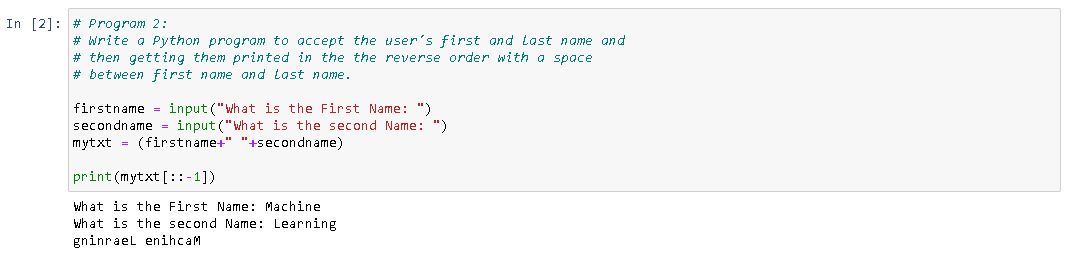 In [2]: # Program 2:
# Write a Python program to accept the user's first and last name and
# then getting them printed in the the reverse order with a space
# between first name and last name.
firstname = input("What is the First Name: ")
secondname = input("What is the second Name: ")
mytxt = (firstname+" "+secondname)
print(mytxt[::-1])
What is the First Name: Machine
What is the second Name: Learning
gninraeL enihcaM